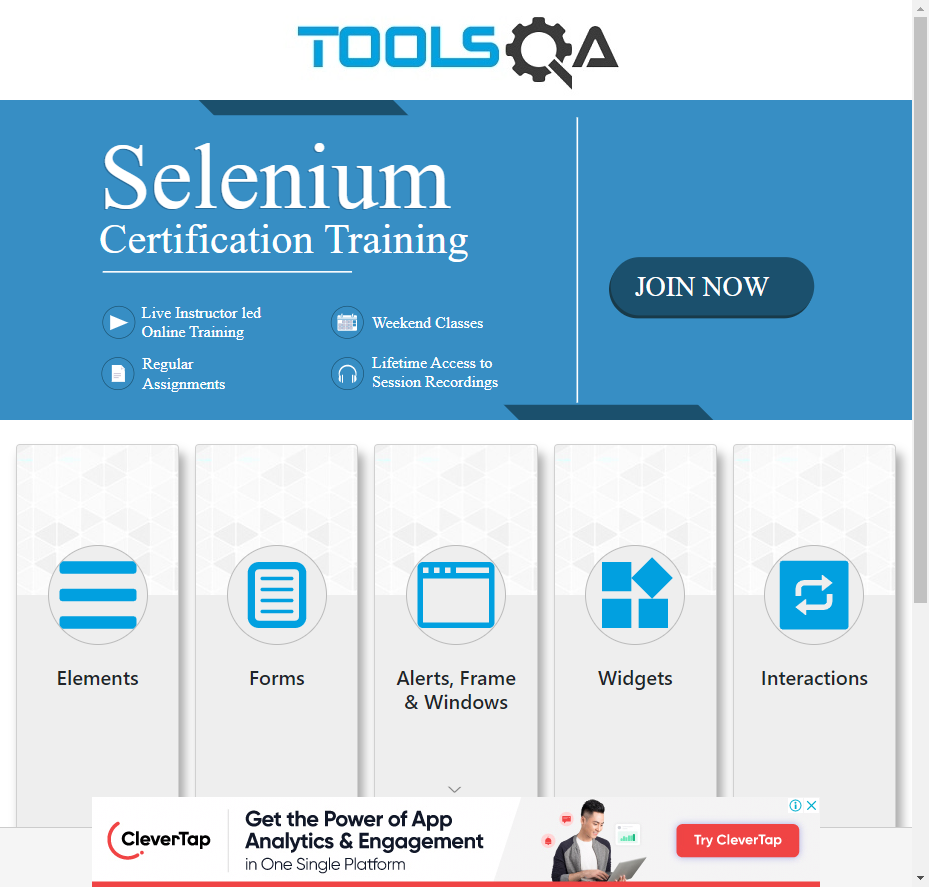 TOOLSQA
Selenium
Certification Training
JOIN NOW
Live Instructor led
Online Training
Weekend Classes
Regular
Assignments
Lifetime Access to
Session Recordings
Elements
Forms
Alerts, Frame
& Windows
Widgets
Interactions
CleverTap
Get the Power of App
Analytics & Engagement
in One Single Platform
Try CleverTap